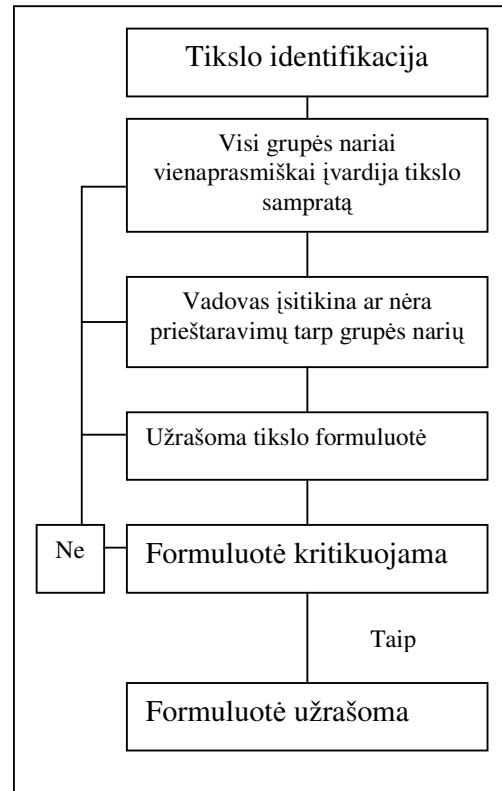 Tikslo identifikacija
Visi grupės nariai
vienaprasmiškai įvardija tikslo
sampratą
Vadovas įsitikina ar nėra
prieštaravimų tarp grupės narių
Užrašoma tikslo formuluotė
Ne
Formuluotė kritikuojama
Taip
Formuluotė užrašoma